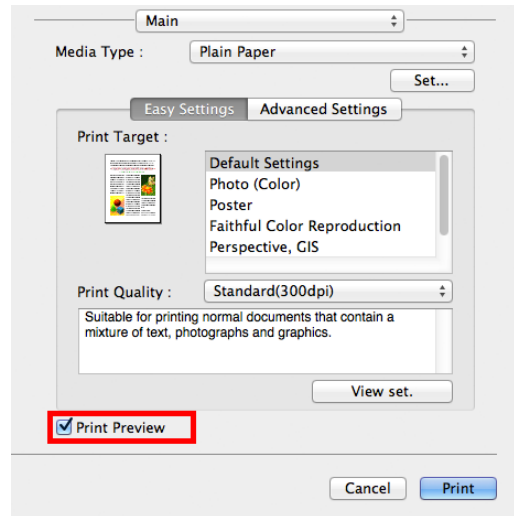 Main
Media Type : Plain Paper
Set...
Easy Settings Advanced Settings
Print Target :
Default Settings
Photo (Color)
Poster
Faithful Color Reproduction
Perspective, GIS
Print Quality : Standard(300dpi)
Suitable for printing normal documents that contain a
mixture of text, photographs and graphics.
View set.
Print Preview
Cancel Print